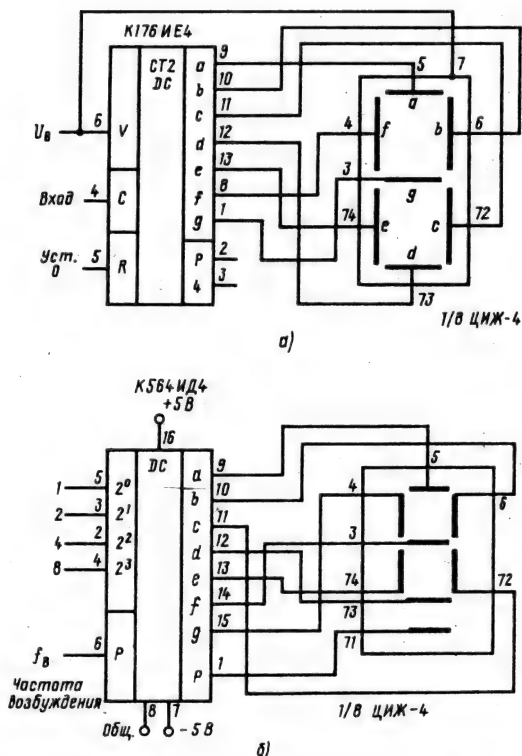 К176ИЕ4
СТ2
DC
a
b
c
d
e
f
g
P
4
9
10
11
12
13
8
1
2
3
U_В
6
V
Вход
4
C
Уст.
0
5
R
5
7
a
4
f
b
6
3
g
74
e
c
72
d
73
1/8 ЦИЖ-4
а)
К564ИД4
+5В
16
DC
1
5
2⁰
2
3
2¹
4
2
2²
8
4
2³
f_В
6
P
Частота
возбуждения
a
b
c
d
e
f
g
P
9
10
11
12
13
14
15
1
8
7
Общ.
-5В
5
4
6
3
74
72
73
71
1/8 ЦИЖ-4
б)